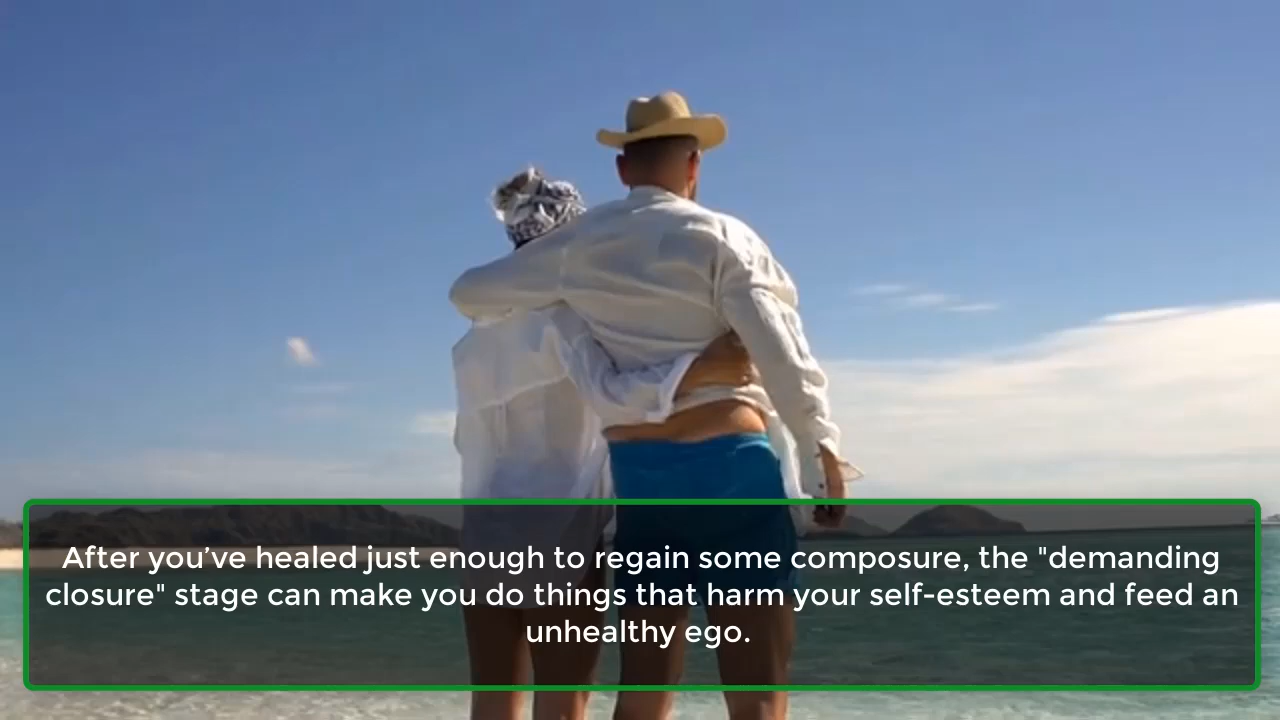 After you’ve healed just enough to regain some composure, the "demanding
closure" stage can make you do things that harm your self-esteem and feed an
unhealthy ego.